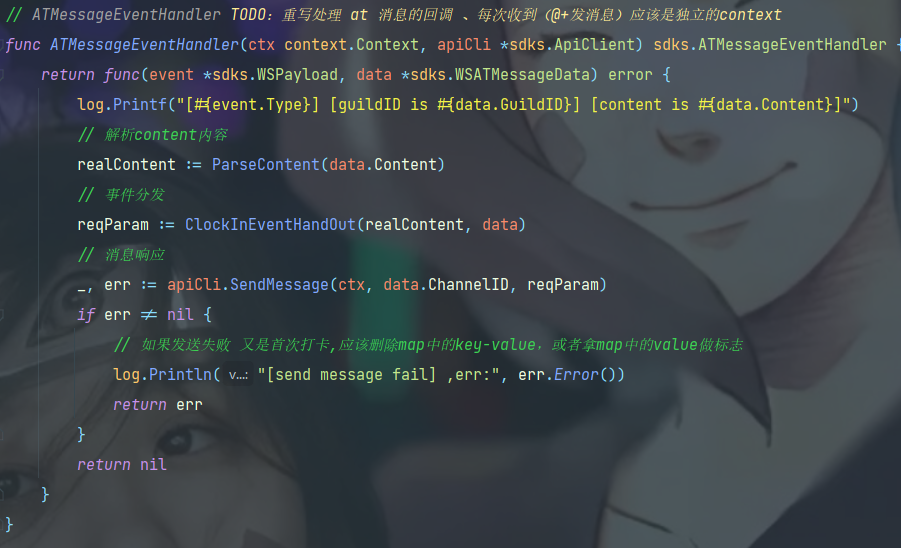 // ATMessageEventHandler TODO：重写处理 at 消息的回调 、每次收到（@+发消息）应该是独立的context
func ATMessageEventHandler(ctx context.Context, apiCli *sdks.ApiClient) sdks.ATMessageEventHandler {
return func(event *sdks.WSPayload, data *sdks.WSATMessageData) error {
log.Printf("[#{event.Type}] [guildID is #{data.GuildID}] [content is #{data.Content}]")
// 解析content内容
realContent := ParseContent(data.Content)
// 事件分发
reqParam := ClockInEventHandOut(realContent, data)
// 消息响应
_, err := apiCli.SendMessage(ctx, data.ChannelID, reqParam)
if err != nil {
// 如果发送失败 又是首次打卡,应该删除map中的key-value，或者拿map中的value做标志
log.Println( v…: "[send message fail] ,err:", err.Error())
return err
}
return nil
}
}